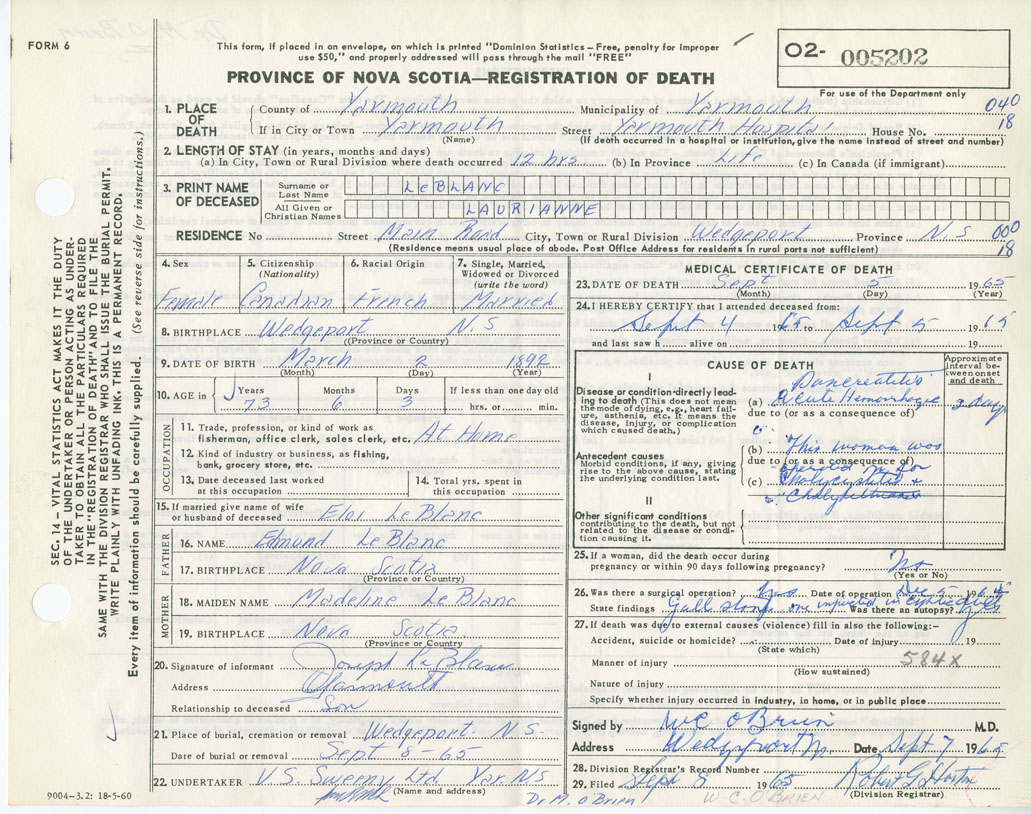 FORM 6
This form, if placed in an envelope, on which is printed "Dominion Statistics—Free, penalty for improper
use $50," and properly addressed will pass through the mail "FREE"
PROVINCE OF NOVA SCOTIA—REGISTRATION OF DEATH
O2- 005202
For use of the Department only
040
18
1. PLACE OF DEATH County of Yarmouth Municipality of Yarmouth
If in City or Town Yarmouth (Name) Street Yarmouth Hospital House No.
(If death occurred in a hospital or institution, give the name instead of street and number)
2. LENGTH OF STAY (in years, months and days)
(a) In City, Town or Rural Division where death occurred 12 hrs (b) In Province Life (c) In Canada (if immigrant)
3. PRINT NAME OF DECEASED Surname or Last Name LeBLANC
All Given or Christian Names LAURIANNE
RESIDENCE No Street Main Road City, Town or Rural Division Wedgeport Province N.S 000
(Residence means usual place of abode. Post Office Address for residents in rural parts not sufficient) 18
4. Sex Female
5. Citizenship (Nationality) Canadian
6. Racial Origin French
7. Single, Married, Widowed or Divorced (write the word) Married
8. BIRTHPLACE Wedgeport N.S
(Province or Country)
9. DATE OF BIRTH March 2 1892
(Month) (Day) (Year)
10. AGE in Years 73 Months 6 Days 3 If less than one day old hrs. or min.
OCCUPATION
11. Trade, profession or kind of work as fisherman, office clerk, sales clerk, etc. At Home
12. Kind of industry or business, as fishing, bank, grocery store, etc.
13. Date deceased last worked at this occupation
14. Total yrs. spent in this occupation
15. If married give name of wife or husband of deceased Eloi LeBlanc
FATHER
16. NAME Edmund LeBlanc
17. BIRTHPLACE Nova Scotia
(Province or Country)
MOTHER
18. MAIDEN NAME Madeline LeBlanc
19. BIRTHPLACE Nova Scotia
(Province or Country)
20. Signature of informant Joseph LeBlanc
Address Yarmouth
Relationship to deceased Son
21. Place of burial, cremation or removal Wedgeport N.S.
Date of burial or removal Sept 8-65
22. UNDERTAKER V.S. Sweeny Ltd Yar. N.S
(Name and address)
9004—3.2: 18-5-60
MEDICAL CERTIFICATE OF DEATH
23. DATE OF DEATH Sept 5 1965
(Month) (Day) (Year)
24. I HEREBY CERTIFY that I attended deceased from:
Sept 4 1965 to Sept 5 1965
and last saw h alive on 19
CAUSE OF DEATH
Approximate interval between onset and death
I
Disease or condition directly leading to death (This does not mean the mode of dying, e.g., heart failure, asthenia, etc. It means the disease, injury, or complication which caused death.)
Pancreatitis
(a) Acute Hemorrhagic
due to (or as a consequence of)
Antecedent causes
Morbid conditions, if any, giving rise to the above cause, stating the underlying condition last.
(b) This woman was
due to (or as a consequence of)
operated on for
(c) Cholycystitis +
II
Other significant conditions
contributing to the death, but not related to the disease or condition causing it.
25. If a woman, did the death occur during pregnancy or within 90 days following pregnancy? No
(Yes or No)
26. Was there a surgical operation? Yes Date of operation Dec 5 1964
State findings Gall stones one impacted in cystic duct Was there an autopsy?
27. If death was due to external causes (violence) fill in also the following:-
Accident, suicide or homicide? Date of injury 19
(State which)
584X
Manner of injury
(How sustained)
Nature of injury
Specify whether injury occurred in industry, in home, or in public place
Signed by W C O'Brien M.D.
Address Wedgeport N.S. Date Sept 7 1965
28. Division Registrar's Record Number
29. Filed Sept 8 1965
(Division Registrar)
Dr. M. O'Brien
W. C. O'BRIEN
SEC. 14 — VITAL STATISTICS ACT MAKES IT THE DUTY
OF THE UNDERTAKER OR PERSON ACTING AS UNDER-
TAKER TO OBTAIN ALL THE PARTICULARS REQUIRED
IN THE "REGISTRATION OF DEATH" AND TO FILE THE
SAME WITH THE DIVISION REGISTRAR WHO SHALL ISSUE THE BURIAL PERMIT.
WRITE PLAINLY WITH UNFADING INK. THIS IS A PERMANENT RECORD.
Every item of information should be carefully supplied. (See reverse side for instructions.)